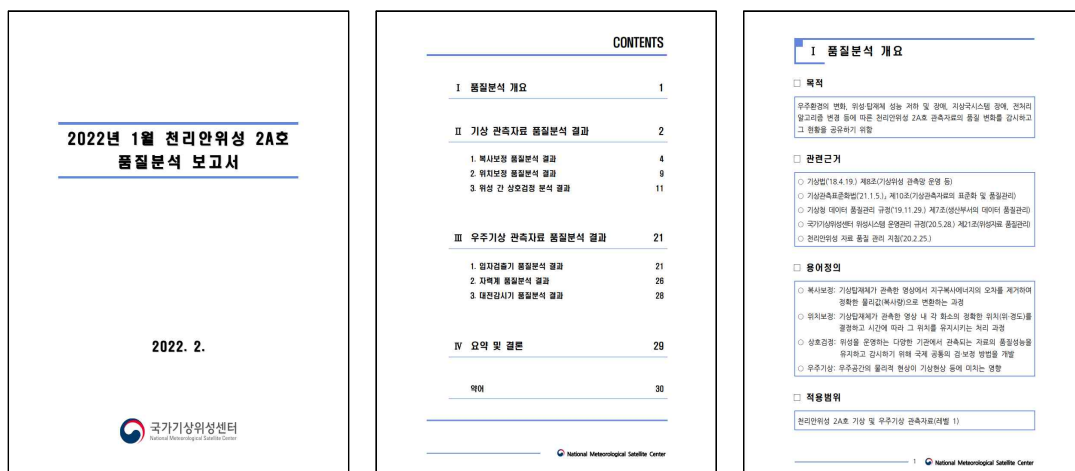 2022년 1월 천리안위성 2A호
품질분석 보고서
2022. 2.
국가기상위성센터
National Meteorological Satellite Center
CONTENTS
Ⅰ 품질분석 개요 1
Ⅱ 기상 관측자료 품질분석 결과 2
1. 복사보정 품질분석 결과 4
2. 위치보정 품질분석 결과 9
3. 위성 간 상호검정 분석 결과 11
Ⅲ 우주기상 관측자료 품질분석 결과 21
1. 입자검출기 품질분석 결과 21
2. 자력계 품질분석 결과 26
3. 대전감시기 품질분석 결과 28
Ⅳ 요약 및 결론 29
약어 30
National Meteorological Satellite Center
Ⅰ 품질분석 개요
□ 목적
우주환경의 변화, 위성·탑재체 성능 저하 및 장애, 지상국시스템 장애, 전처리
알고리즘 변경 등에 따른 천리안위성 2A호 관측자료의 품질 변화를 감시하고
그 현황을 공유하기 위함
□ 관련근거
○ 기상법('18.4.19.) 제8조(기상위성 관측망 운영 등)
○ 기상관측표준화법('21.1.5.)」 제10조(기상관측자료의 표준화 및 품질관리)
○ 기상청 데이터 품질관리 규정('19.11.29.) 제7조(생산부서의 데이터 품질관리)
○ 국가기상위성센터 위성시스템 운영관리 규정('20.5.28.) 제21조(위성자료 품질관리)
○ 천리안위성 자료 품질 관리 지침('20.2.25.)
□ 용어정의
○ 복사보정: 기상탑재체가 관측한 영상에서 지구복사에너지의 오차를 제거하여
정확한 물리값(복사량)으로 변환하는 과정
○ 위치보정: 기상탑재체가 관측한 영상 내 각 화소의 정확한 위치(위·경도)를
결정하고 시간에 따라 그 위치를 유지시키는 처리 과정
○ 상호검정: 위성을 운영하는 다양한 기관에서 관측되는 자료의 품질성능을
유지하고 감시하기 위해 국제 공통의 검·보정 방법을 개발
○ 우주기상: 우주공간의 물리적 현상이 기상현상 등에 미치는 영향
□ 적용범위
천리안위성 2A호 기상 및 우주기상 관측자료(레벨 1)
1 National Meteorological Satellite Center